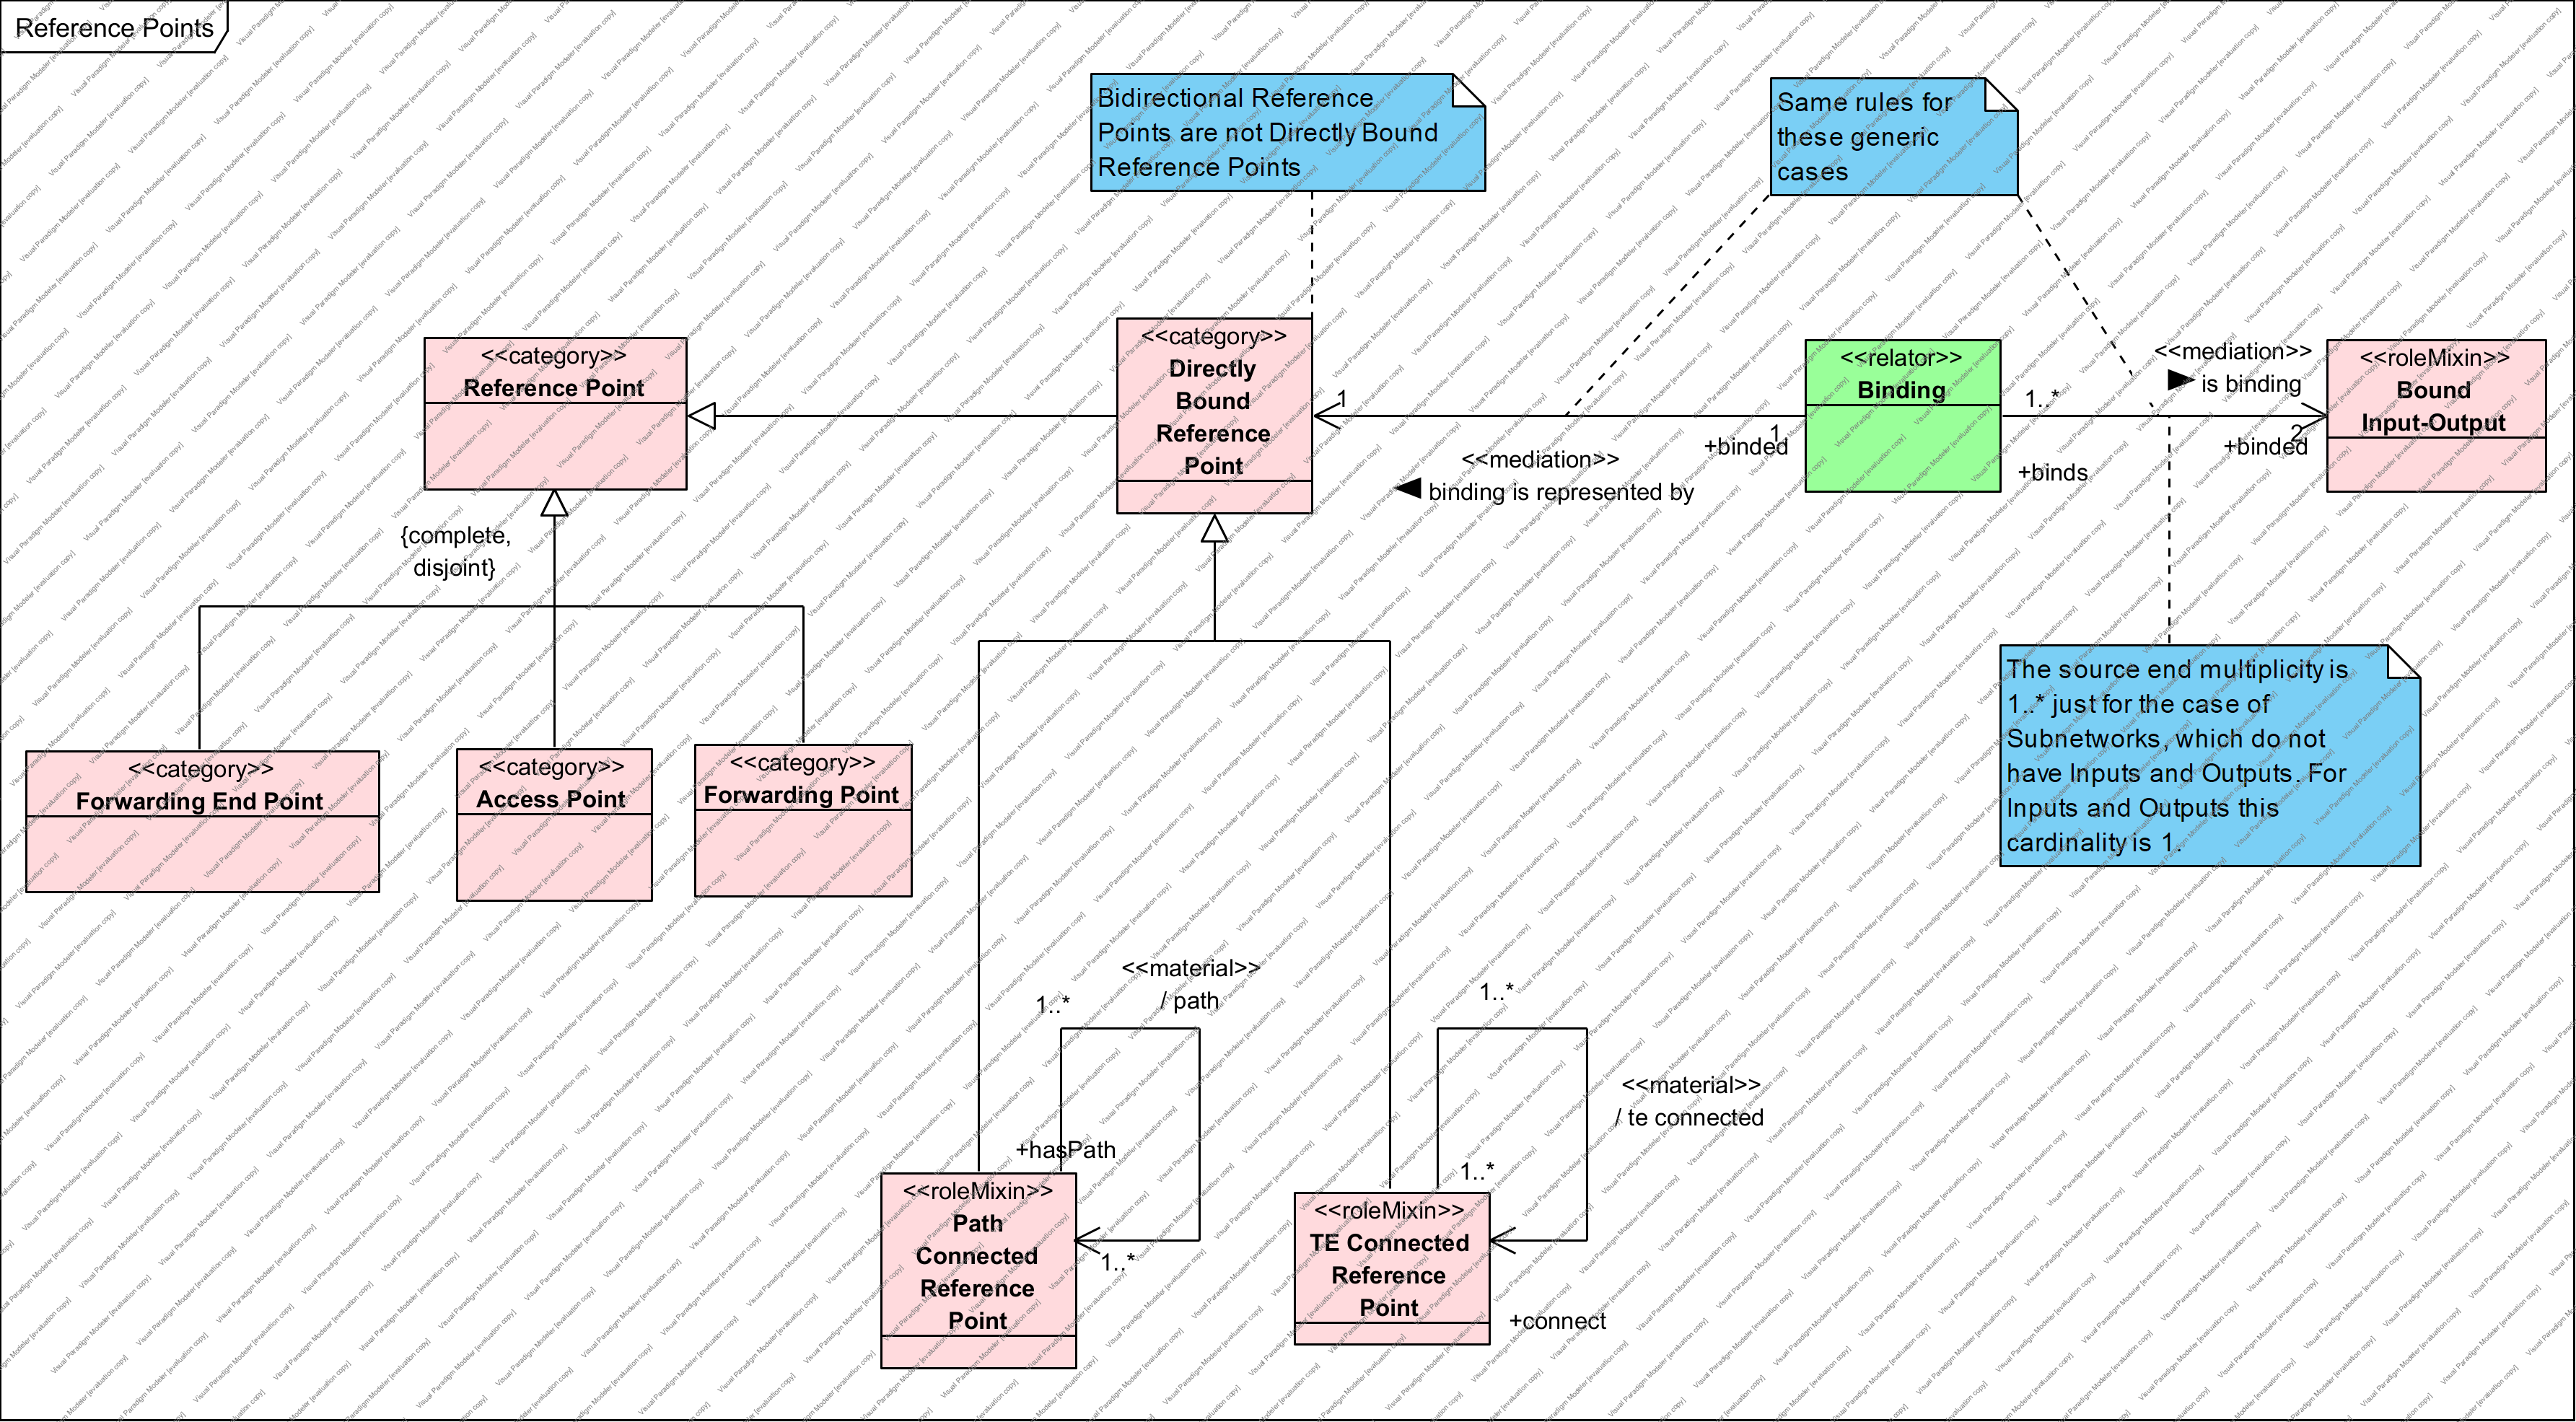 Reference Points
Bidirectional Reference
Points are not Directly Bound
Reference Points
Same rules for
these generic
cases
<<category>>
Reference Point
<<category>>
Directly
Bound
Reference
Point
1
<<mediation>>
binding is represented by
+binded
1
<<relator>>
Binding
1..*
+binds
<<mediation>>
is binding
2
+binded
<<roleMixin>>
Bound
Input-Output
{complete,
disjoint}
<<category>>
Forwarding End Point
<<category>>
Access Point
<<category>>
Forwarding Point
The source end multiplicity is
1..* just for the case of
Subnetworks, which do not
have Inputs and Outputs. For
Inputs and Outputs this
cardinality is 1.
<<material>>
/ path
1..*
+hasPath
1..*
<<roleMixin>>
Path
Connected
Reference
Point
1..*
<<material>>
/ te connected
1..*
<<roleMixin>>
TE Connected
Reference
Point
+connect
Visual Paradigm Modeler [evaluation copy]